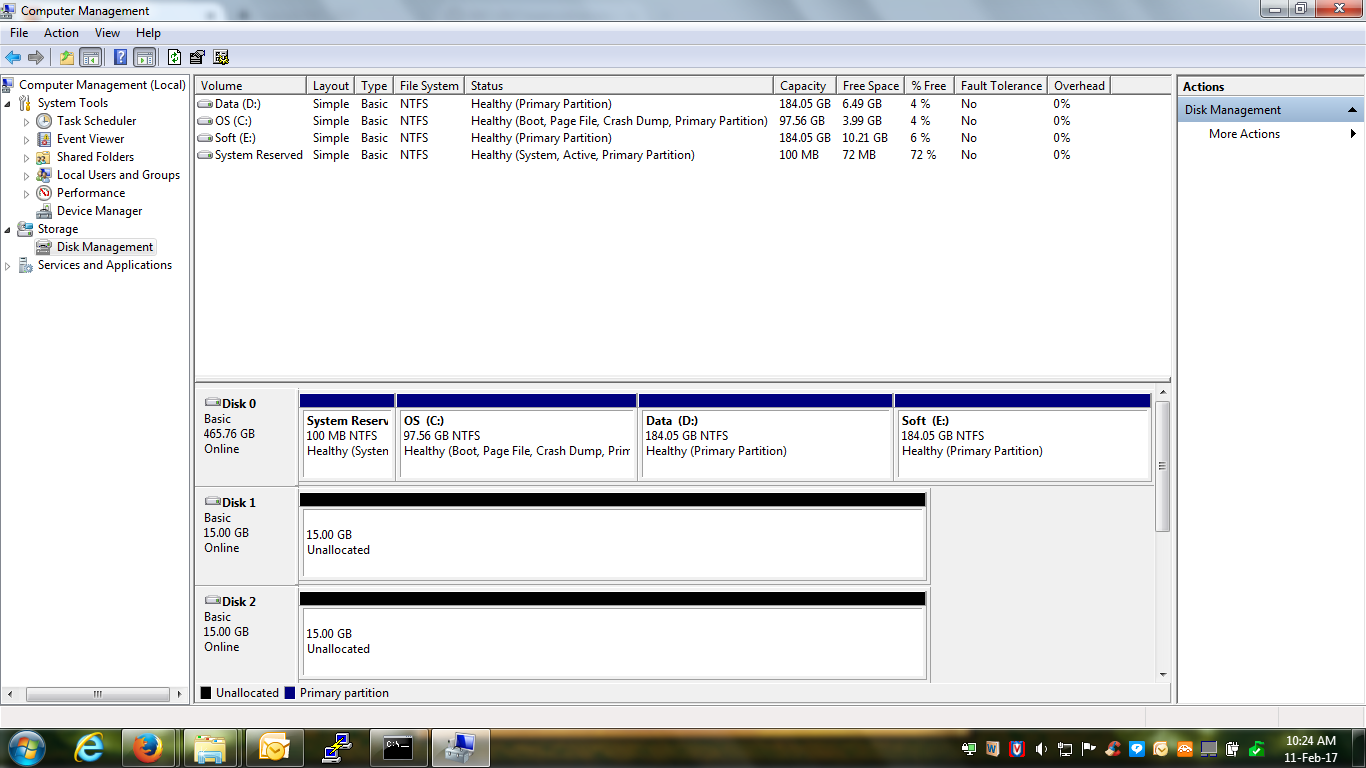 Computer Management
File Action View Help
Computer Management (Local)
System Tools
Task Scheduler
Event Viewer
Shared Folders
Local Users and Groups
Performance
Device Manager
Storage
Disk Management
Services and Applications
Volume Layout Type File System Status Capacity Free Space % Free Fault Tolerance Overhead
Data (D:) Simple Basic NTFS Healthy (Primary Partition) 184.05 GB 6.49 GB 4 % No 0%
OS (C:) Simple Basic NTFS Healthy (Boot, Page File, Crash Dump, Primary Partition) 97.56 GB 3.99 GB 4 % No 0%
Soft (E:) Simple Basic NTFS Healthy (Primary Partition) 184.05 GB 10.21 GB 6 % No 0%
System Reserved Simple Basic NTFS Healthy (System, Active, Primary Partition) 100 MB 72 MB 72 % No 0%
Disk 0
Basic
465.76 GB
Online
System Reserv
100 MB NTFS
Healthy (System
OS (C:)
97.56 GB NTFS
Healthy (Boot, Page File, Crash Dump, Prim
Data (D:)
184.05 GB NTFS
Healthy (Primary Partition)
Soft (E:)
184.05 GB NTFS
Healthy (Primary Partition)
Disk 1
Basic
15.00 GB
Online
15.00 GB
Unallocated
Disk 2
Basic
15.00 GB
Online
15.00 GB
Unallocated
Unallocated Primary partition
Actions
Disk Management
More Actions
C:\
10:24 AM
11-Feb-17